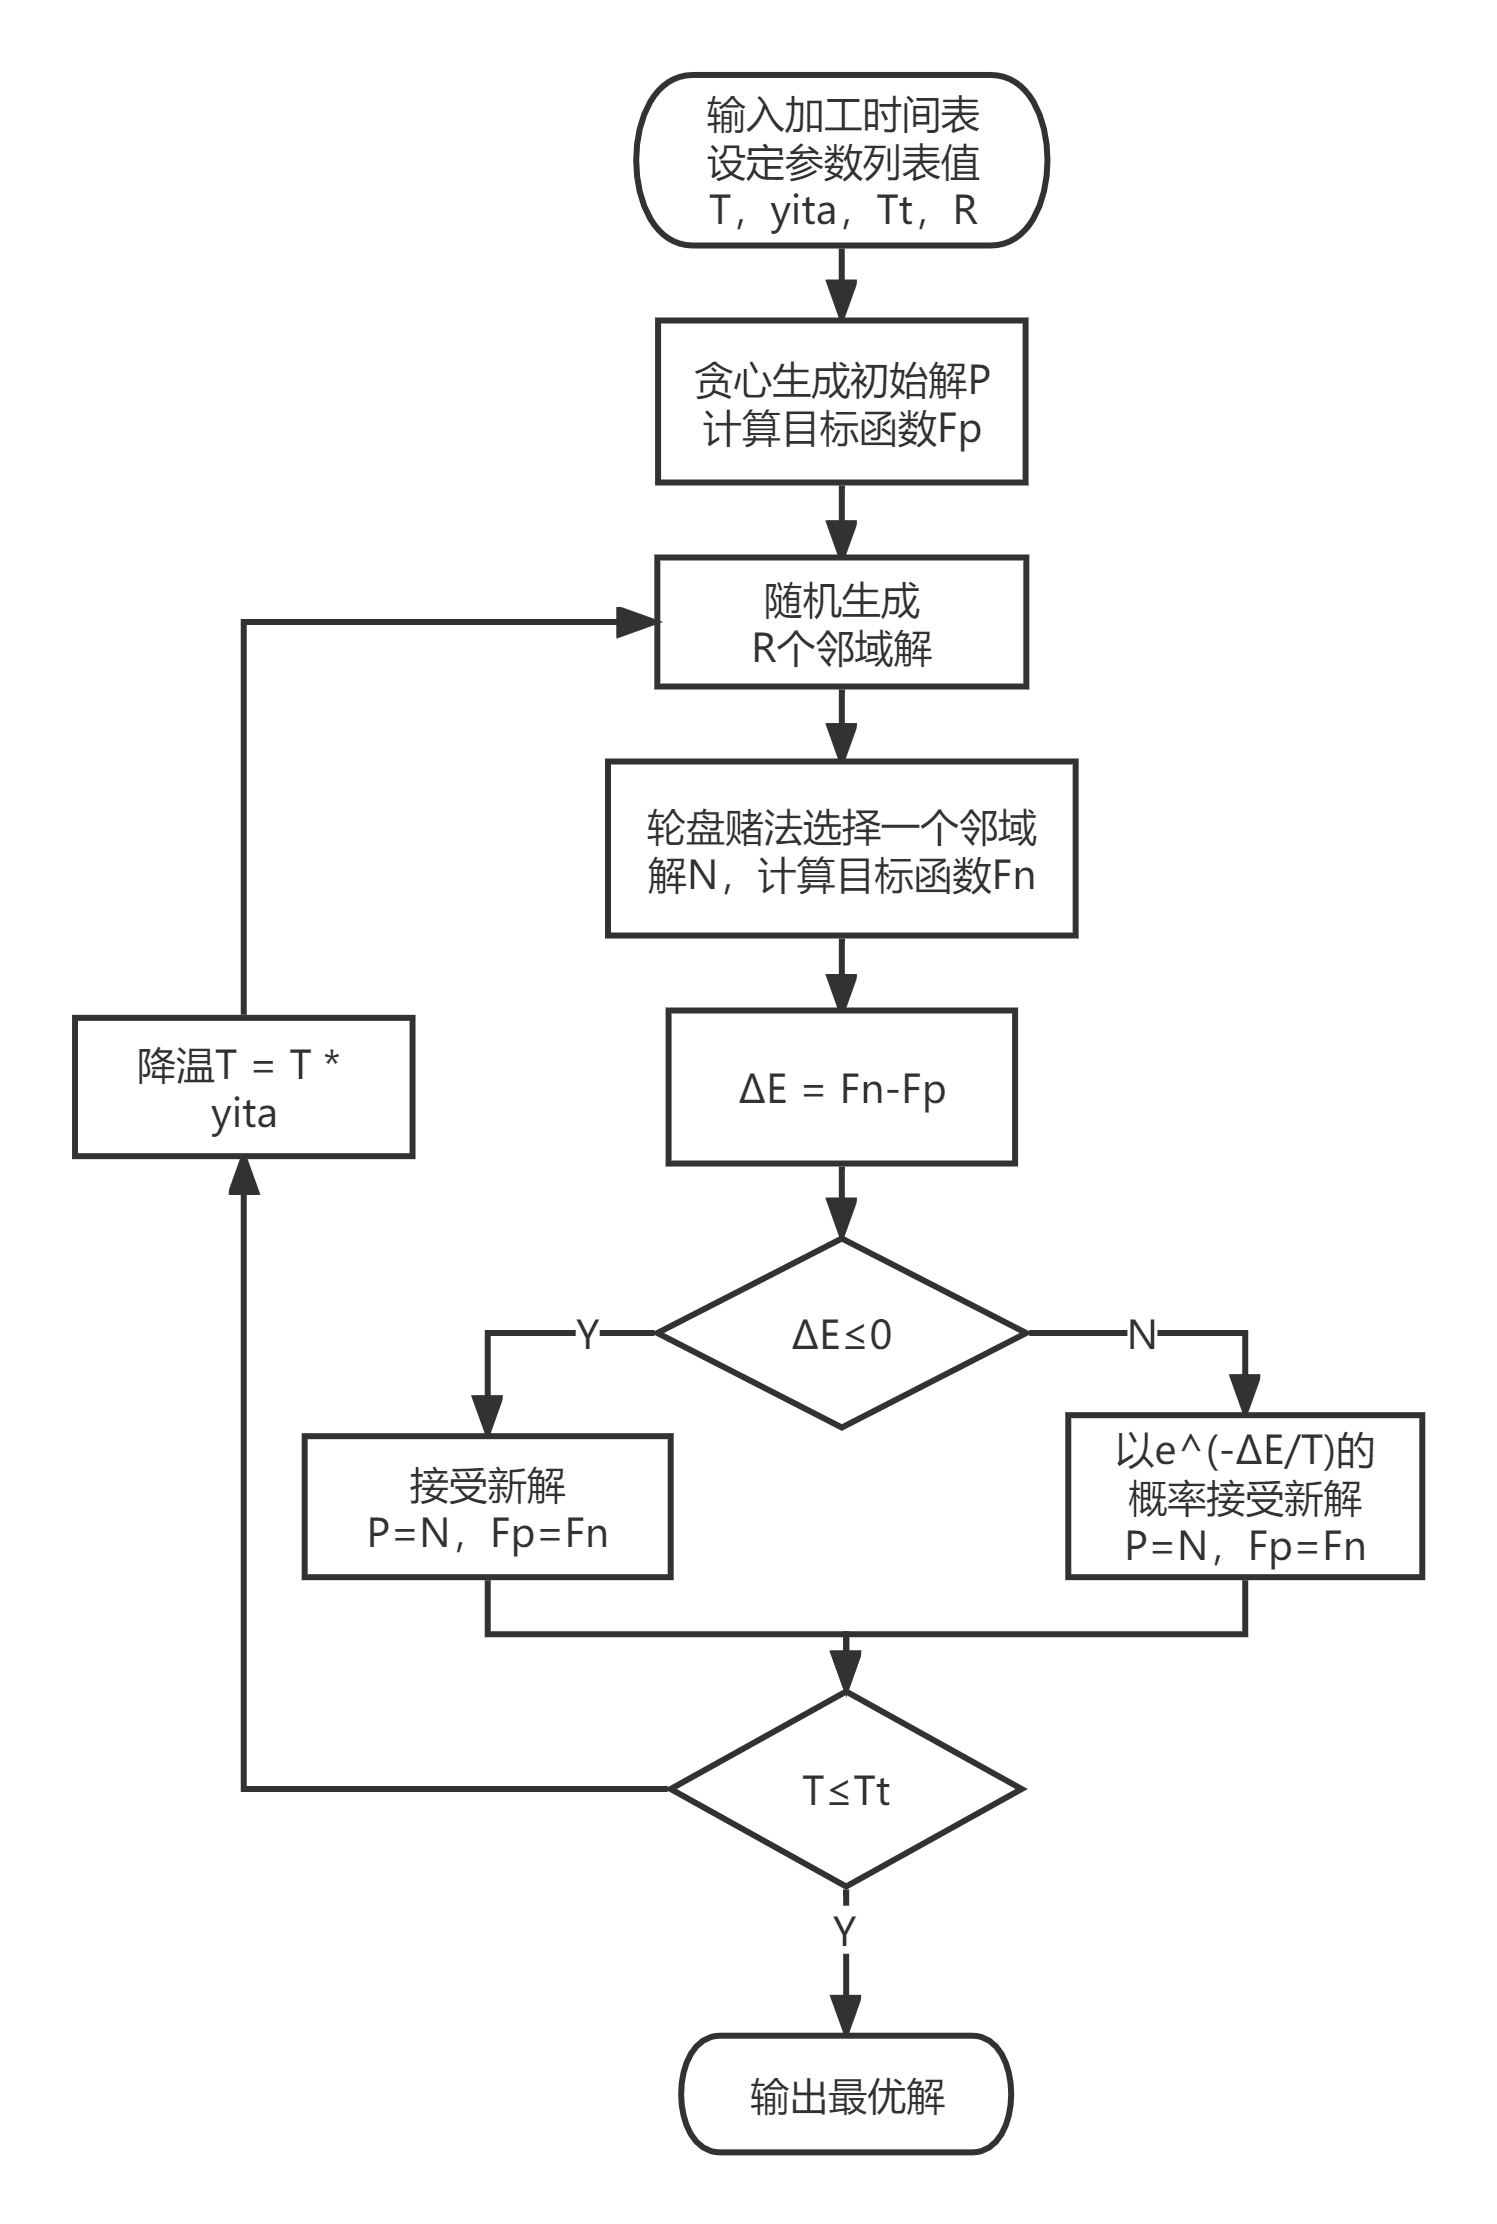 输入加工时间表
设定参数列表值
T，yita，Tt，R
贪心生成初始解P
计算目标函数Fp
随机生成
R个邻域解
轮盘赌法选择一个邻域
解N，计算目标函数Fn
降温T = T *
yita
ΔE = Fn-Fp
ΔE≤0
Y
N
接受新解
P=N，Fp=Fn
以e^(-ΔE/T)的
概率接受新解
P=N，Fp=Fn
T≤Tt
Y
输出最优解